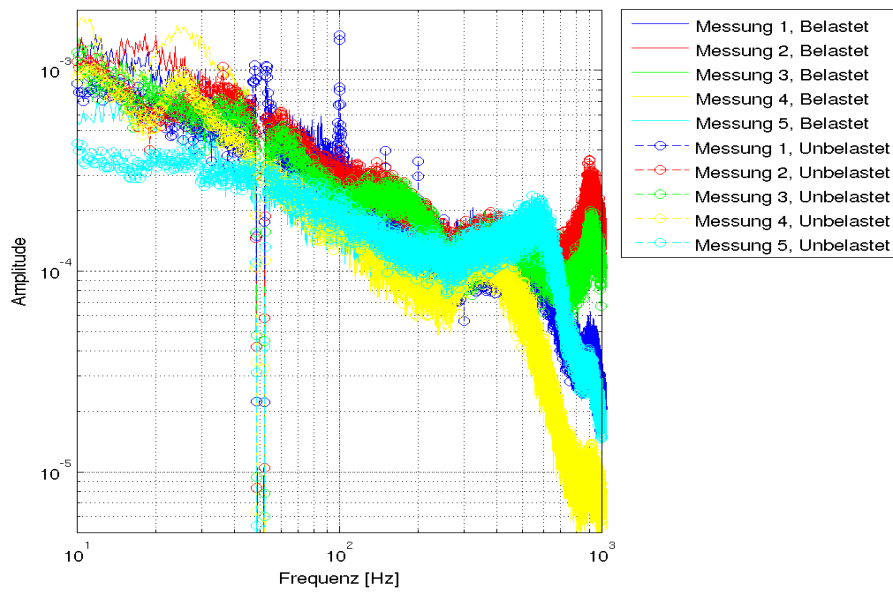 10^-3
10^-4
10^-5
Amplitude
10^1
10^2
10^3
Frequenz [Hz]
Messung 1, Belastet
Messung 2, Belastet
Messung 3, Belastet
Messung 4, Belastet
Messung 5, Belastet
Messung 1, Unbelastet
Messung 2, Unbelastet
Messung 3, Unbelastet
Messung 4, Unbelastet
Messung 5, Unbelastet